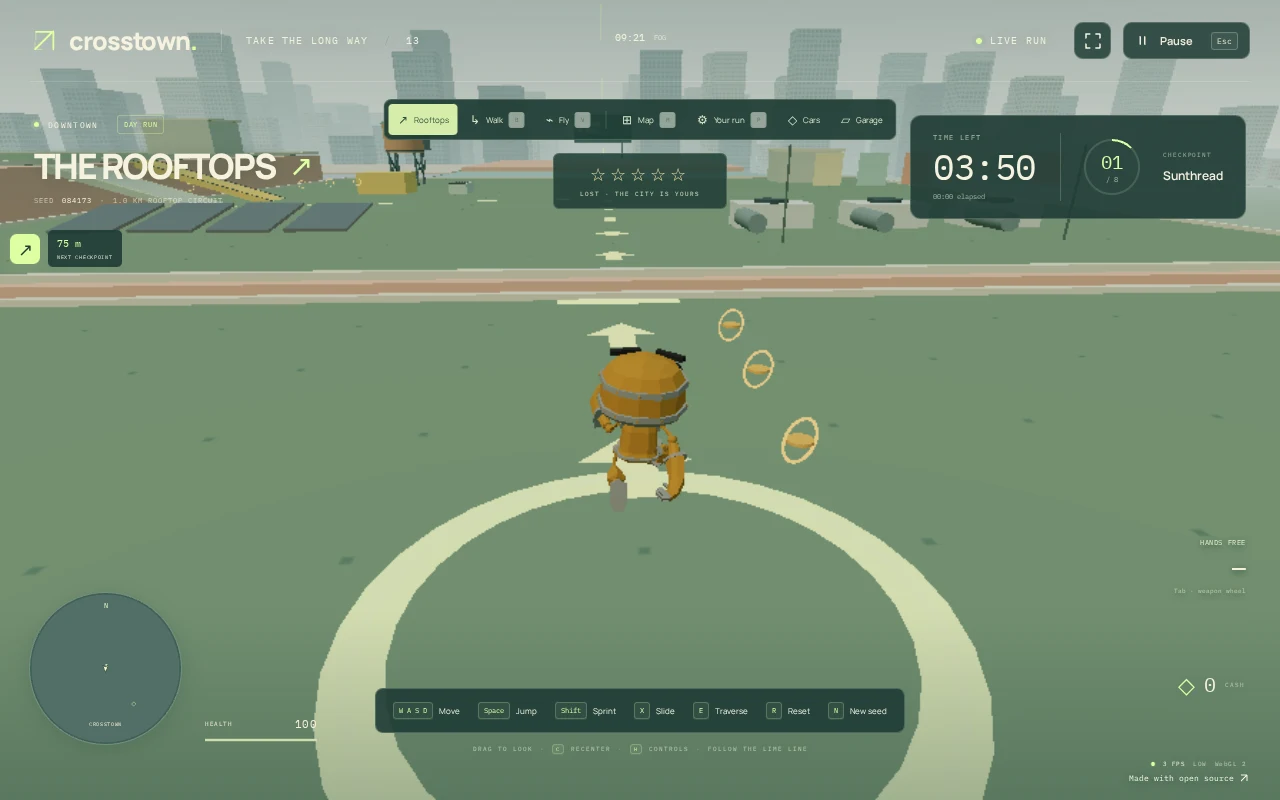 crosstown.
TAKE THE LONG WAY / 13
09:21 FOG
LIVE RUN
Pause Esc
DOWNTOWN DAY RUN
THE ROOFTOPS
SEED 084173 · 1.0 KM ROOFTOP CIRCUIT
75 m
NEXT CHECKPOINT
Rooftops Walk Fly Map M Your run P Cars Garage
LOST · THE CITY IS YOURS
TIME LEFT
03:50
00:00 elapsed
01
/ 8
CHECKPOINT
Sunthread
HANDS FREE
—
Tab · weapon wheel
0 CASH
N
CROSSTOWN
HEALTH 100
W A S D Move Space Jump Shift Sprint X Slide E Traverse R Reset N New seed
DRAG TO LOOK · C RECENTER · H CONTROLS · FOLLOW THE LIME LINE
3 FPS LOW WebGL 2
Made with open source